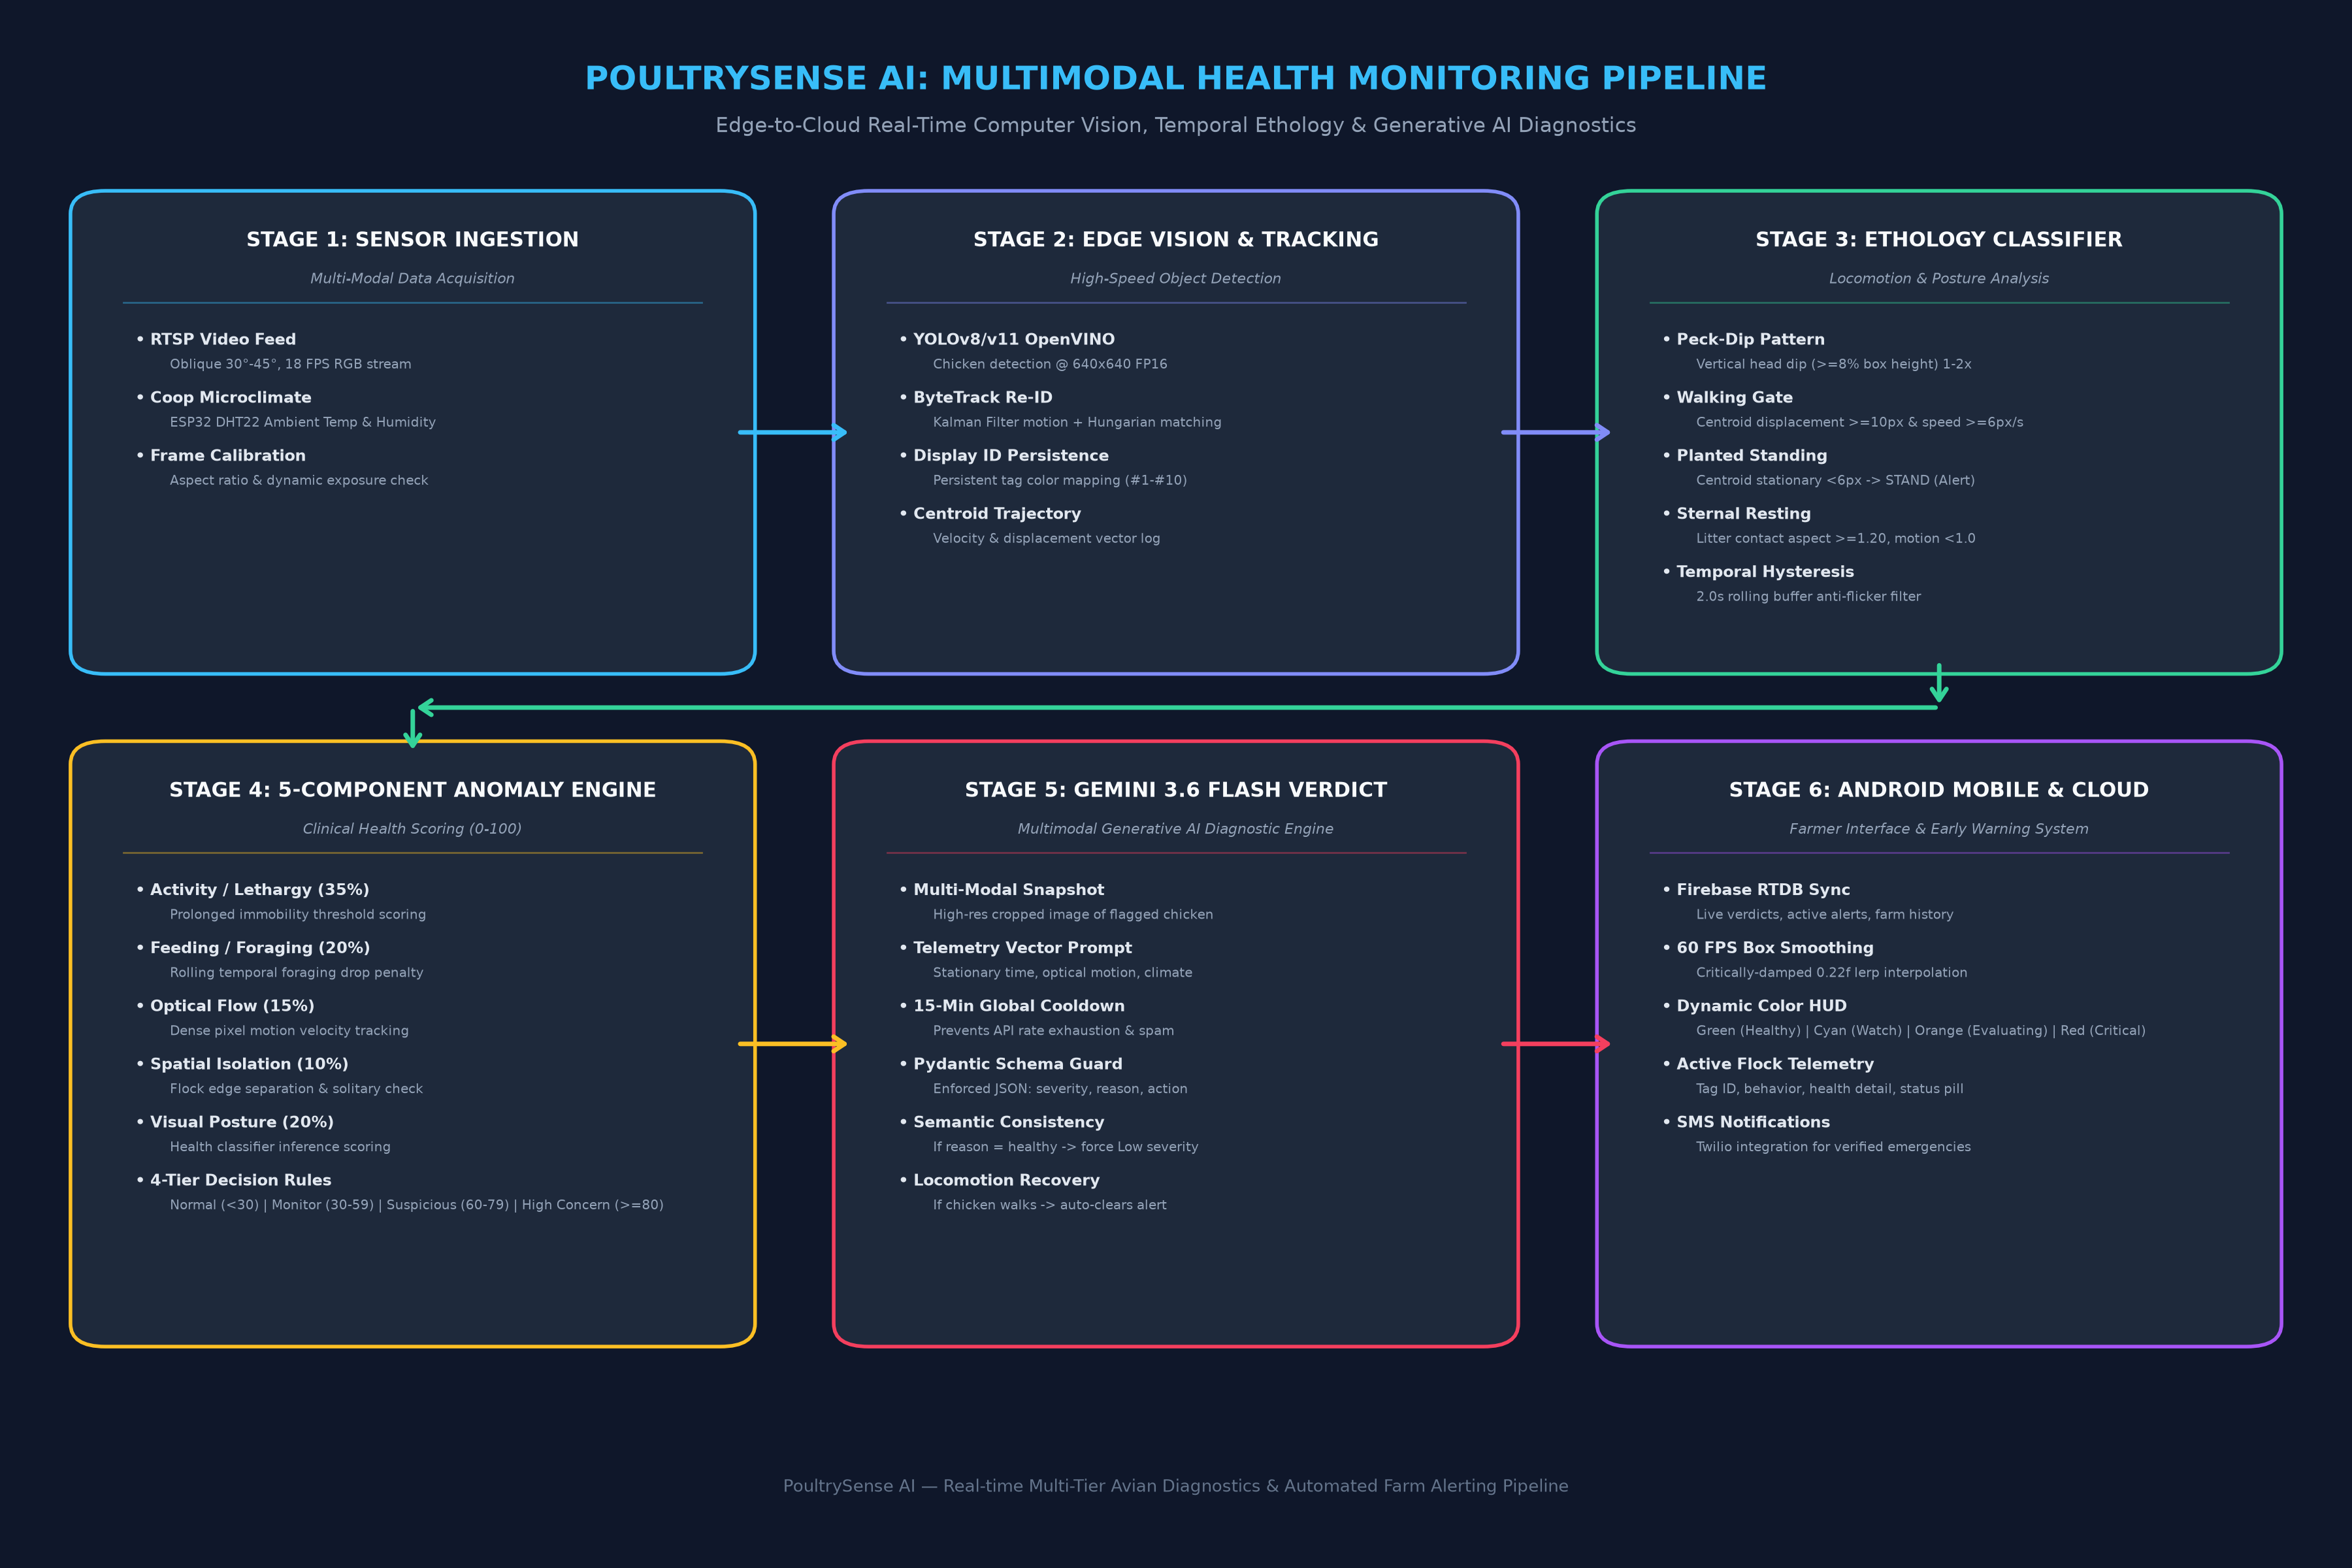 POULTRYSENSE AI: MULTIMODAL HEALTH MONITORING PIPELINE
Edge-to-Cloud Real-Time Computer Vision, Temporal Ethology & Generative AI Diagnostics
STAGE 1: SENSOR INGESTION
Multi-Modal Data Acquisition
• RTSP Video Feed
Oblique 30°-45°, 18 FPS RGB stream
• Coop Microclimate
ESP32 DHT22 Ambient Temp & Humidity
• Frame Calibration
Aspect ratio & dynamic exposure check
STAGE 2: EDGE VISION & TRACKING
High-Speed Object Detection
• YOLOv8/v11 OpenVINO
Chicken detection @ 640x640 FP16
• ByteTrack Re-ID
Kalman Filter motion + Hungarian matching
• Display ID Persistence
Persistent tag color mapping (#1-#10)
• Centroid Trajectory
Velocity & displacement vector log
STAGE 3: ETHOLOGY CLASSIFIER
Locomotion & Posture Analysis
• Peck-Dip Pattern
Vertical head dip (>=8% box height) 1-2x
• Walking Gate
Centroid displacement >=10px & speed >=6px/s
• Planted Standing
Centroid stationary <6px -> STAND (Alert)
• Sternal Resting
Litter contact aspect >=1.20, motion <1.0
• Temporal Hysteresis
2.0s rolling buffer anti-flicker filter
STAGE 4: 5-COMPONENT ANOMALY ENGINE
Clinical Health Scoring (0-100)
• Activity / Lethargy (35%)
Prolonged immobility threshold scoring
• Feeding / Foraging (20%)
Rolling temporal foraging drop penalty
• Optical Flow (15%)
Dense pixel motion velocity tracking
• Spatial Isolation (10%)
Flock edge separation & solitary check
• Visual Posture (20%)
Health classifier inference scoring
• 4-Tier Decision Rules
Normal (<30) | Monitor (30-59) | Suspicious (60-79) | High Concern (>=80)
STAGE 5: GEMINI 3.6 FLASH VERDICT
Multimodal Generative AI Diagnostic Engine
• Multi-Modal Snapshot
High-res cropped image of flagged chicken
• Telemetry Vector Prompt
Stationary time, optical motion, climate
• 15-Min Global Cooldown
Prevents API rate exhaustion & spam
• Pydantic Schema Guard
Enforced JSON: severity, reason, action
• Semantic Consistency
If reason = healthy -> force Low severity
• Locomotion Recovery
If chicken walks -> auto-clears alert
STAGE 6: ANDROID MOBILE & CLOUD
Farmer Interface & Early Warning System
• Firebase RTDB Sync
Live verdicts, active alerts, farm history
• 60 FPS Box Smoothing
Critically-damped 0.22f lerp interpolation
• Dynamic Color HUD
Green (Healthy) | Cyan (Watch) | Orange (Evaluating) | Red (Critical)
• Active Flock Telemetry
Tag ID, behavior, health detail, status pill
• SMS Notifications
Twilio integration for verified emergencies
PoultrySense AI — Real-time Multi-Tier Avian Diagnostics & Automated Farm Alerting Pipeline